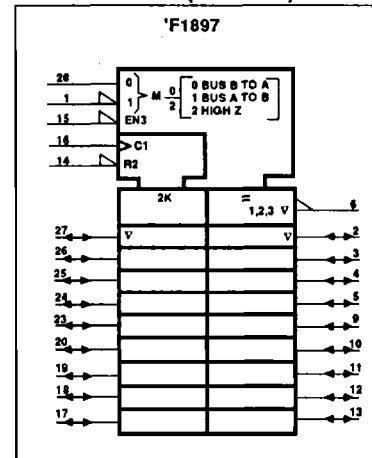 'F1897
28 0 } M 0/2 [ 0 BUS B TO A
1 1 1 BUS A TO B
15 EN3 2 HIGH Z ]
16 C1
14 R2
2K =
1,2,3 ∇ 6
27 ∇ ∇ 2
26 3
25 4
24 5
23 9
20 10
19 11
18 12
17 13